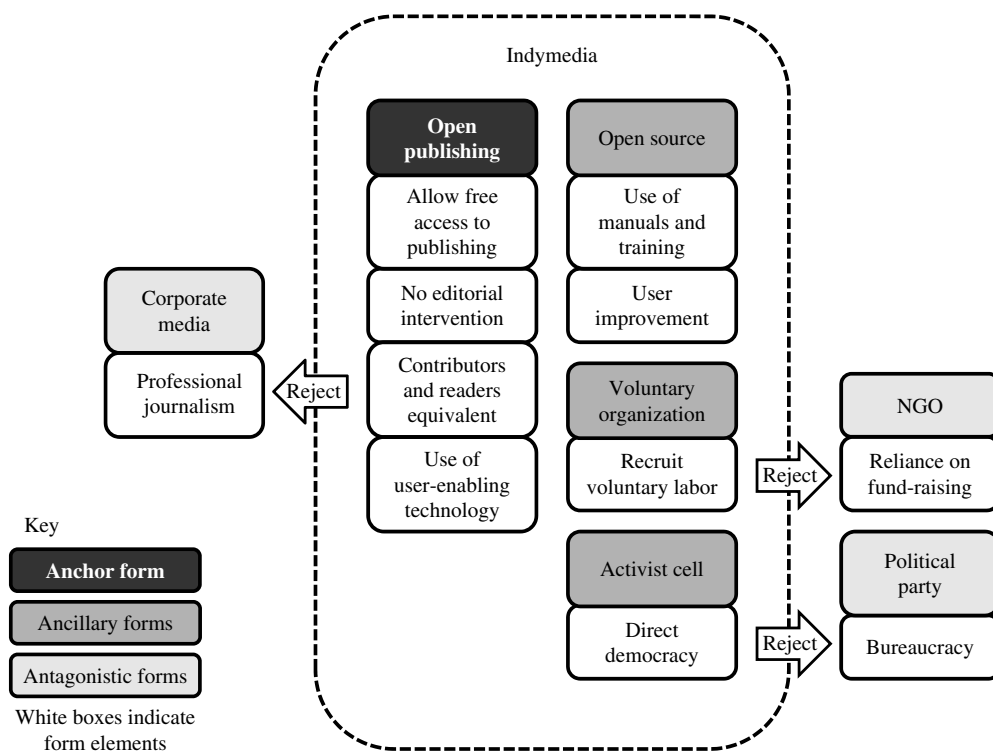 Indymedia
Open
publishing
Allow free
access to
publishing
No editorial
intervention
Contributors
and readers
equivalent
Use of
user-enabling
technology
Open source
Use of
manuals and
training
User
improvement
Voluntary
organization
Recruit
voluntary labor
Activist cell
Direct
democracy
Corporate
media
Professional
journalism
Reject
Reject
NGO
Reliance on
fund-raising
Reject
Political
party
Bureaucracy
Key
Anchor form
Ancillary forms
Antagonistic forms
White boxes indicate
form elements